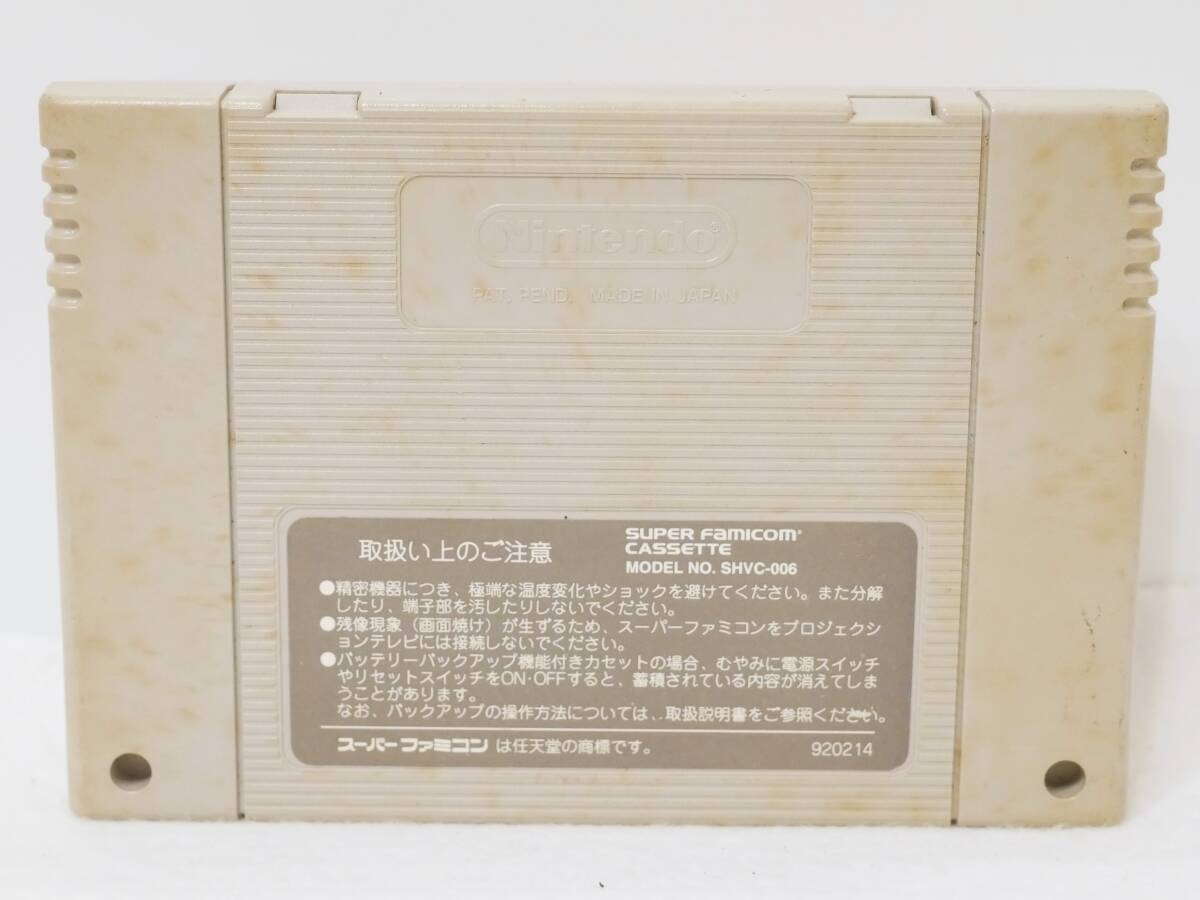 Nintendo®
PAT. PEND. MADE IN JAPAN
取扱い上のご注意
SUPER FAMICOM®
CASSETTE
MODEL NO. SHVC-006
●精密機器につき、極端な温度変化やショックを避けてください。また分解
したり、端子部を汚したりしないでください。
●残像現象（画面焼け）が生ずるため、スーパーファミコンをプロジェクシ
ョンテレビには接続しないでください。
●バッテリーバックアップ機能付きカセットの場合、むやみに電源スイッチ
やリセットスイッチをON・OFFすると、蓄積されている内容が消えてしま
うことがあります。
なお、バックアップの操作方法については、取扱説明書をご参照ください。
スーパーファミコン は任天堂の商標です。
920214